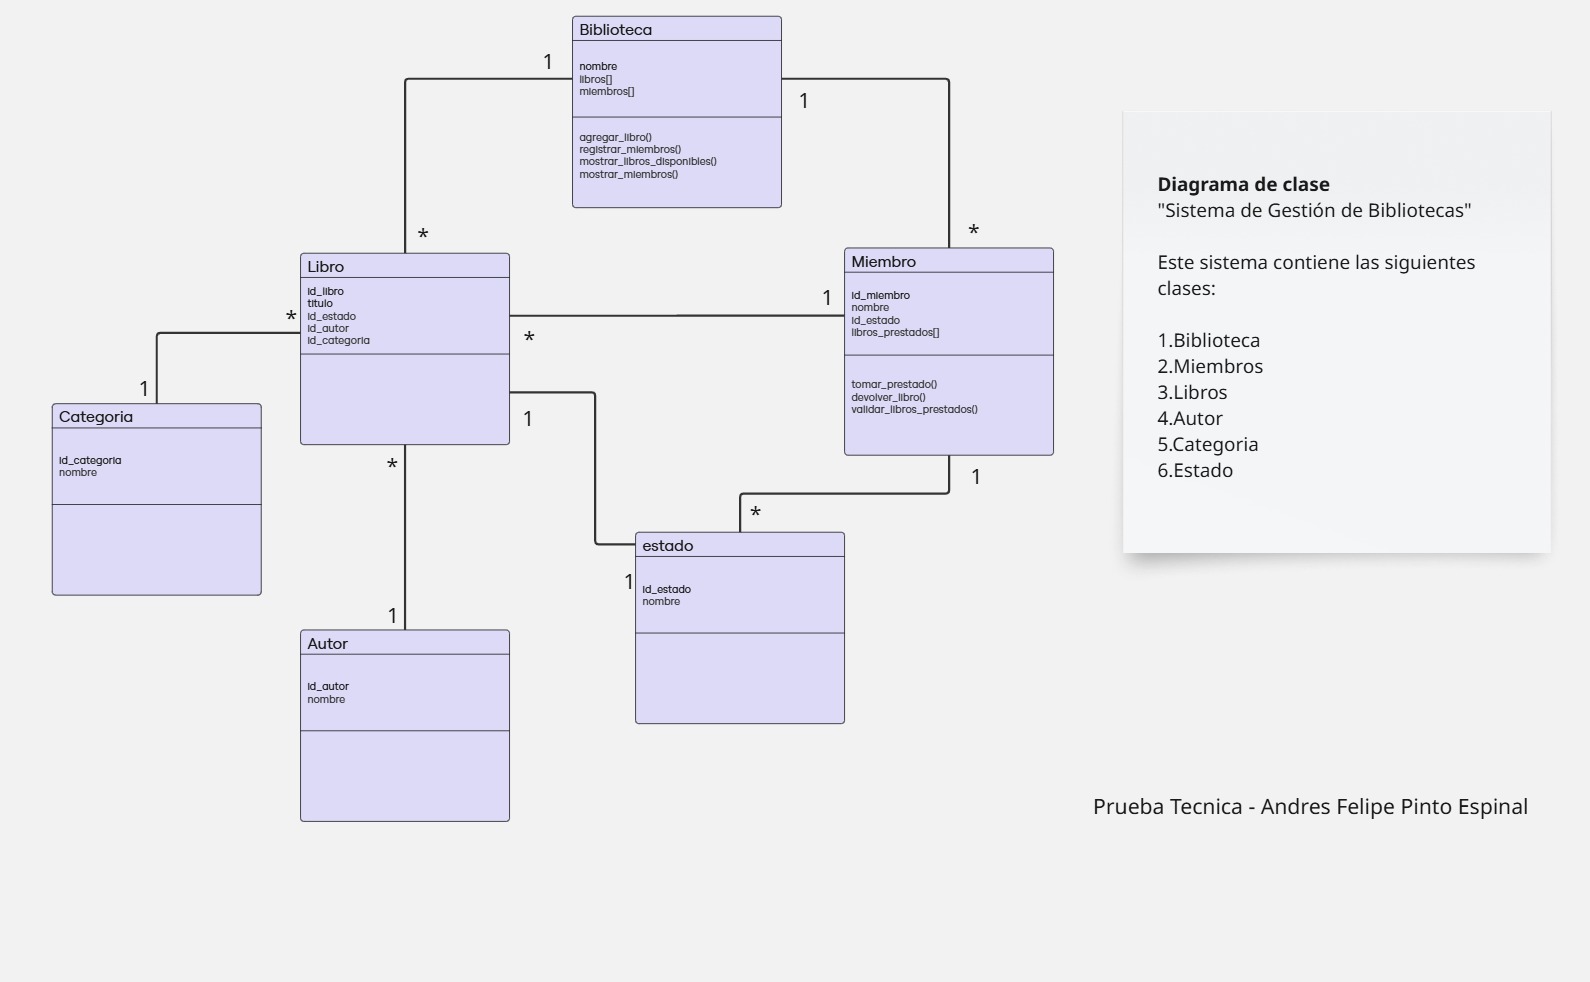 Biblioteca
nombre
libros[]
miembros[]
agregar_libro()
registrar_miembros()
mostrar_libros_disponibles()
mostrar_miembros()
1
1
*
*
Libro
id_libro
titulo
id_estado
id_autor
id_categoria
*
*
1
*
Miembro
id_miembro
nombre
id_estado
libros_prestados[]
tomar_prestado()
devolver_libro()
validar_libros_prestados()
1
1
Categoria
id_categoria
nombre
1
estado
id_estado
nombre
*
1
Autor
id_autor
nombre
1
Diagrama de clase
"Sistema de Gestión de Bibliotecas"
Este sistema contiene las siguientes
clases:
1.Biblioteca
2.Miembros
3.Libros
4.Autor
5.Categoria
6.Estado
Prueba Tecnica - Andres Felipe Pinto Espinal